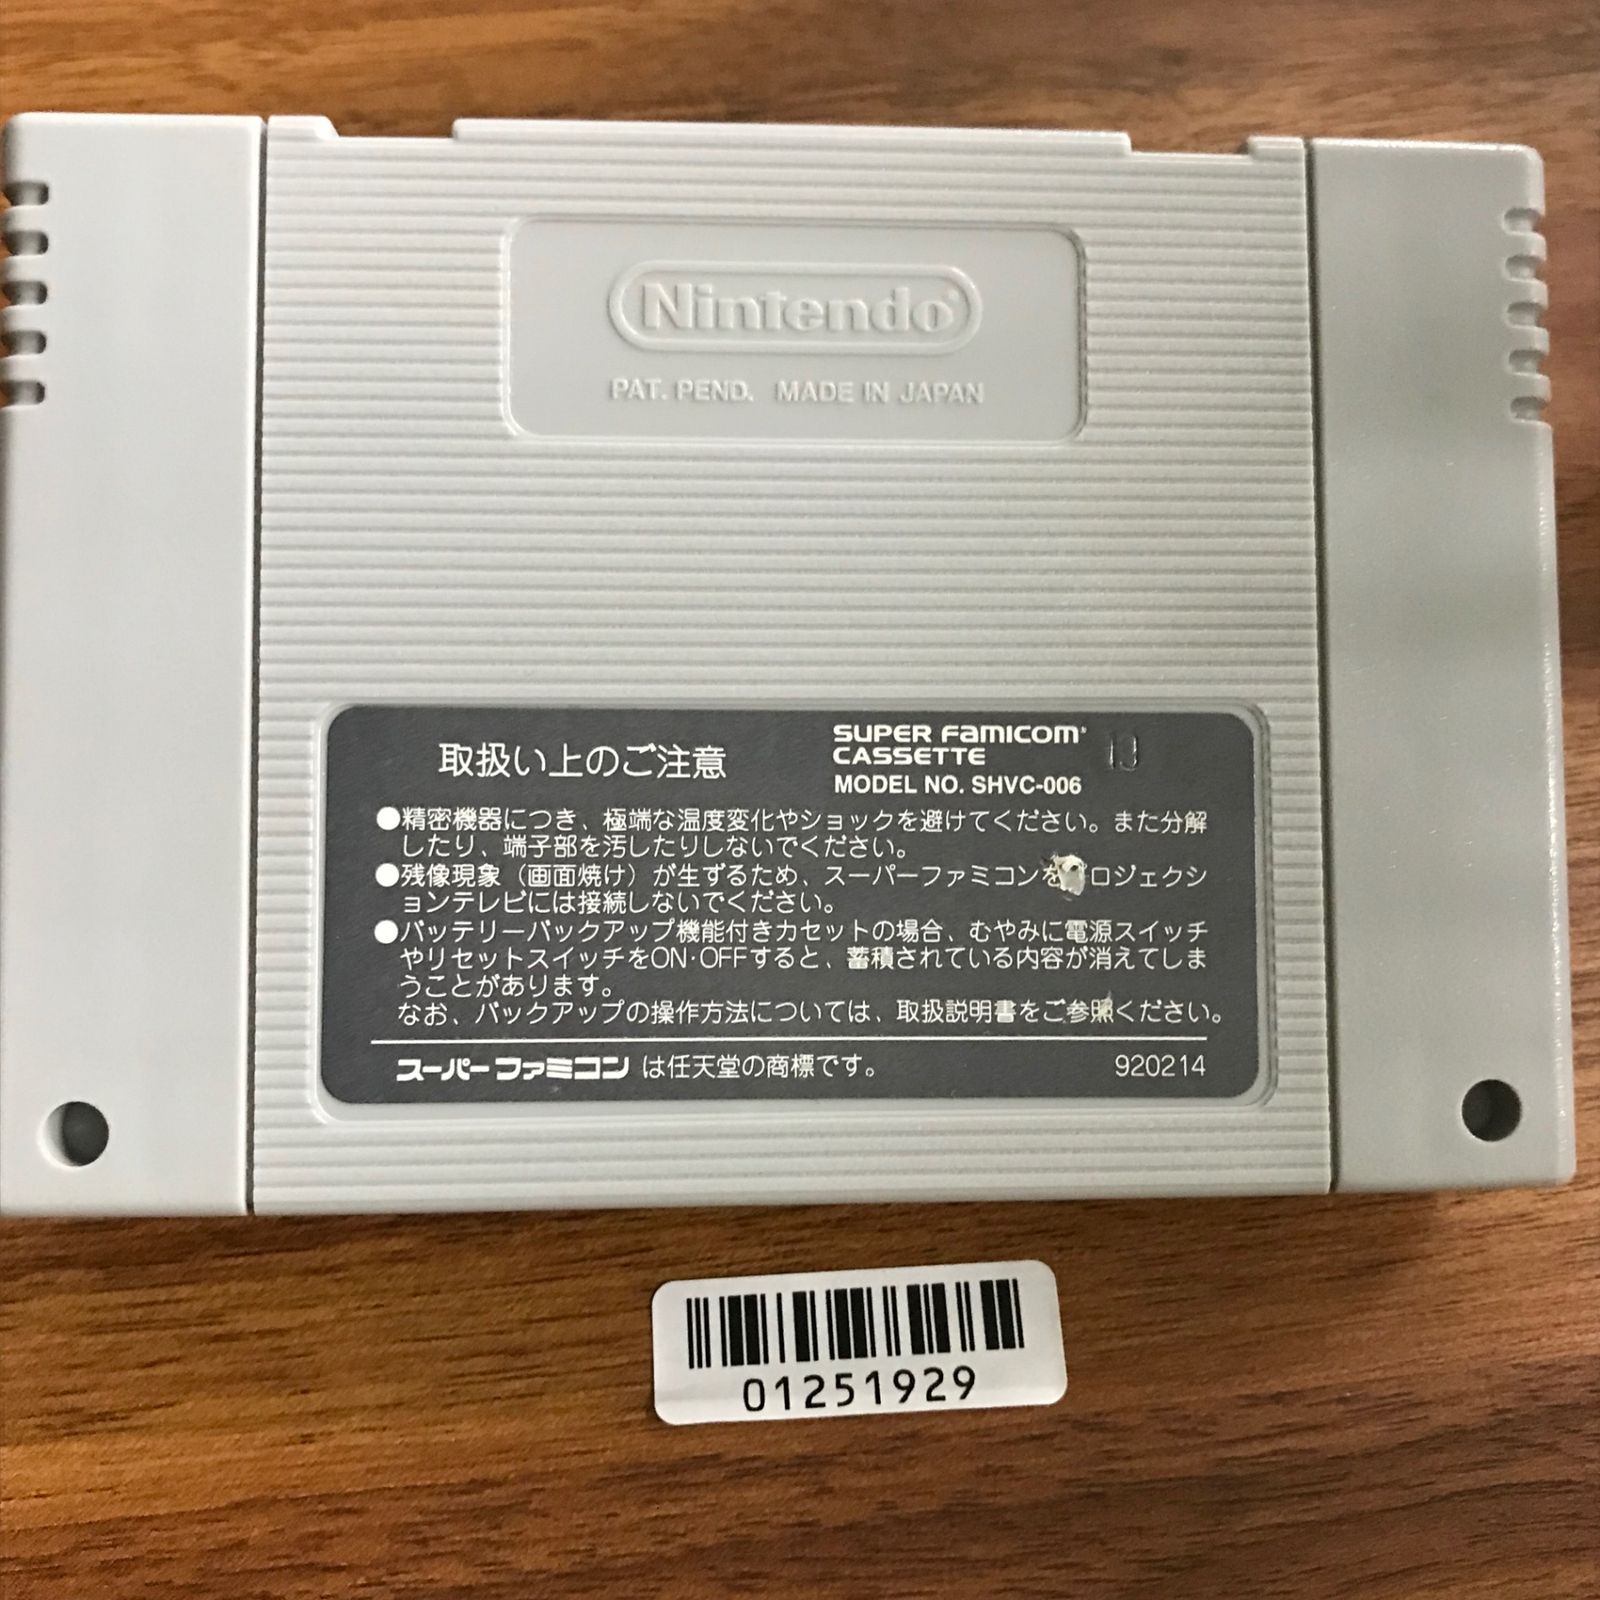 Nintendo®
PAT. PEND. MADE IN JAPAN
取扱い上のご注意
SUPER FAMICOM®
CASSETTE
MODEL NO. SHVC-006
●精密機器につき、極端な温度変化やショックを避けてください。また分解
したり、端子部を汚したりしないでください。
●残像現象（画面焼け）が生ずるため、スーパーファミコンを ロジェクシ
ョンテレビには接続しないでください。
●バッテリーバックアップ機能付きカセットの場合、むやみに電源スイッチ
やリセットスイッチをON・OFFすると、蓄積されている内容が消えてしま
うことがあります。
なお、バックアップの操作方法については、取扱説明書をご参照ください。
スーパーファミコンは任天堂の商標です。
920214
01251929